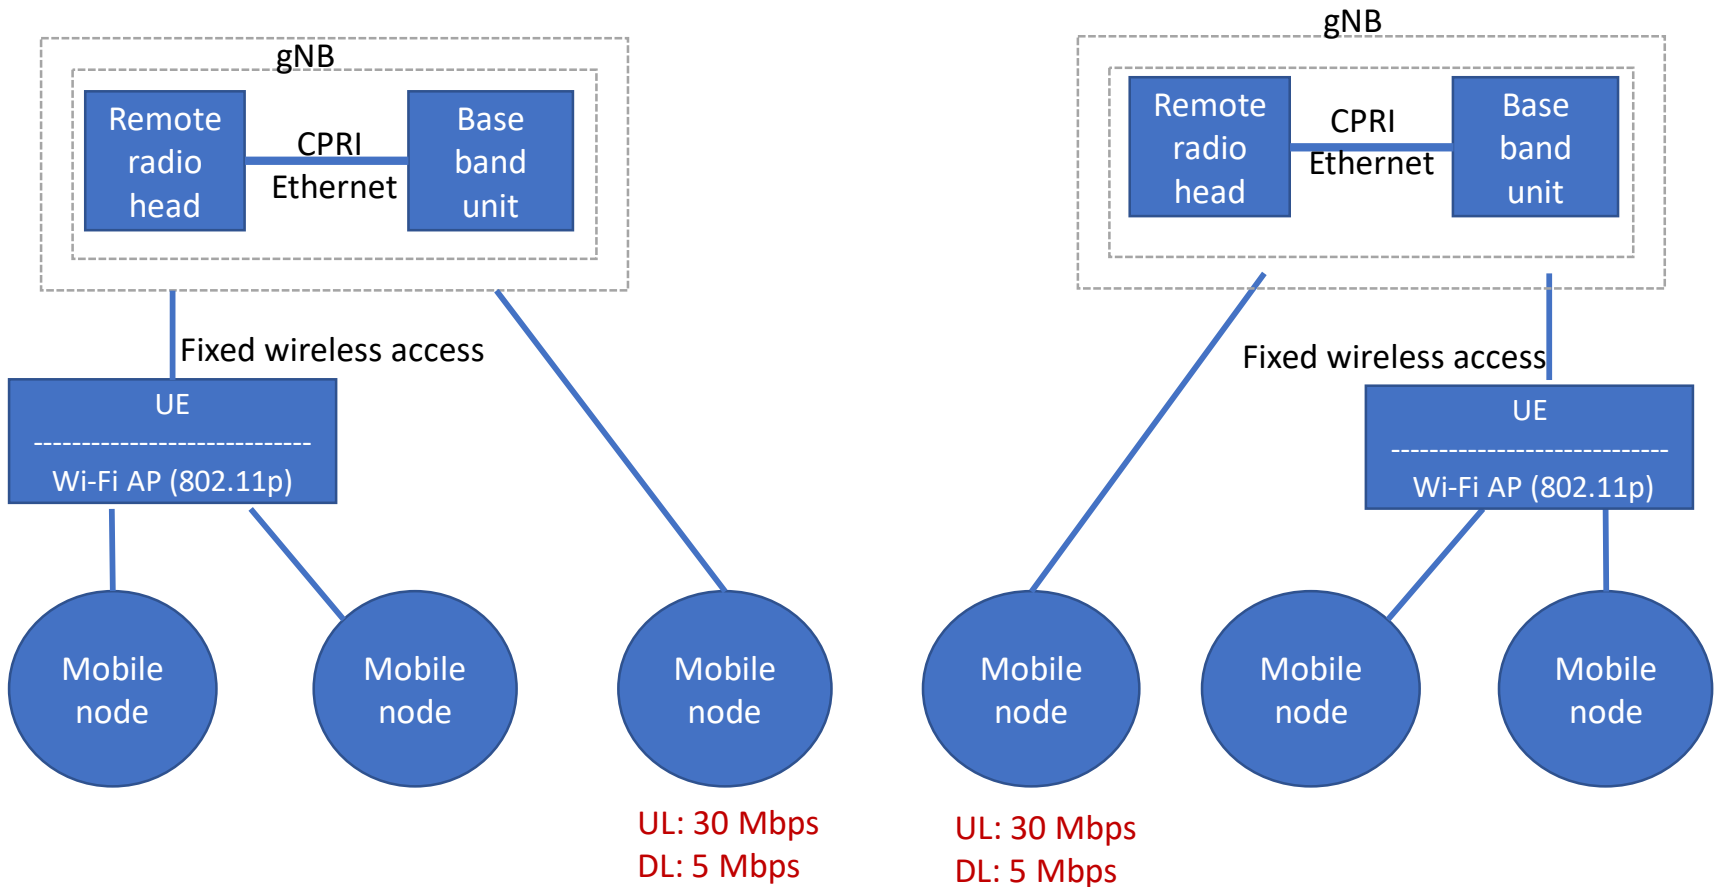 gNB
Remote
radio
head
CPRI
Ethernet
Base
band
unit
Fixed wireless access
UE
-----------------------------
Wi-Fi AP (802.11p)
Mobile
node
Mobile
node
Mobile
node
UL: 30 Mbps
DL: 5 Mbps
gNB
Remote
radio
head
CPRI
Ethernet
Base
band
unit
Fixed wireless access
UE
-----------------------------
Wi-Fi AP (802.11p)
Mobile
node
Mobile
node
Mobile
node
UL: 30 Mbps
DL: 5 Mbps